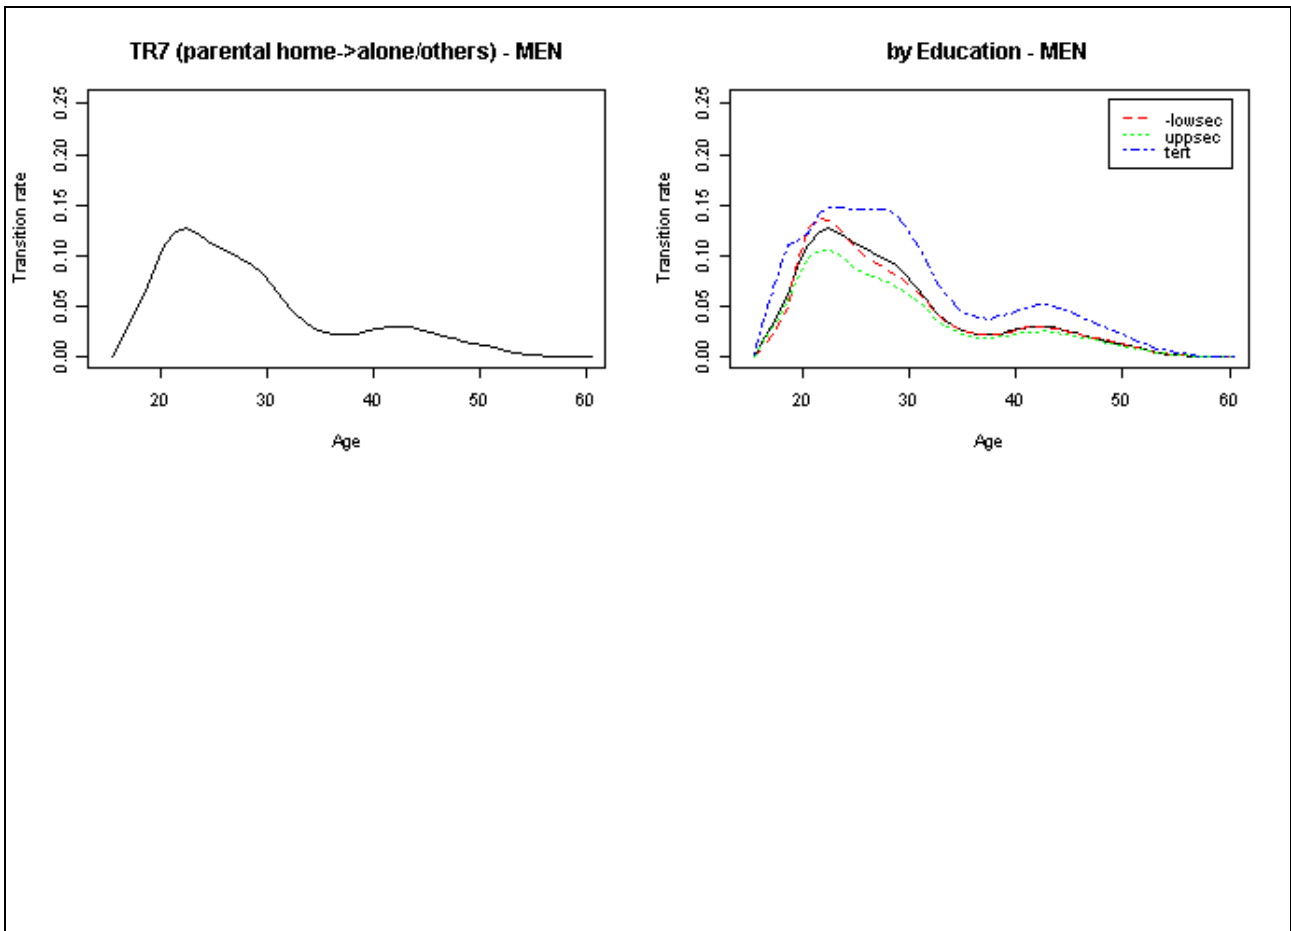 TR7 (parental home->alone/others) - MEN
Transition rate
0.00 0.05 0.10 0.15 0.20 0.25
20 30 40 50 60
Age
by Education - MEN
Transition rate
0.00 0.05 0.10 0.15 0.20 0.25
-lowsec
uppsec
tert
20 30 40 50 60
Age